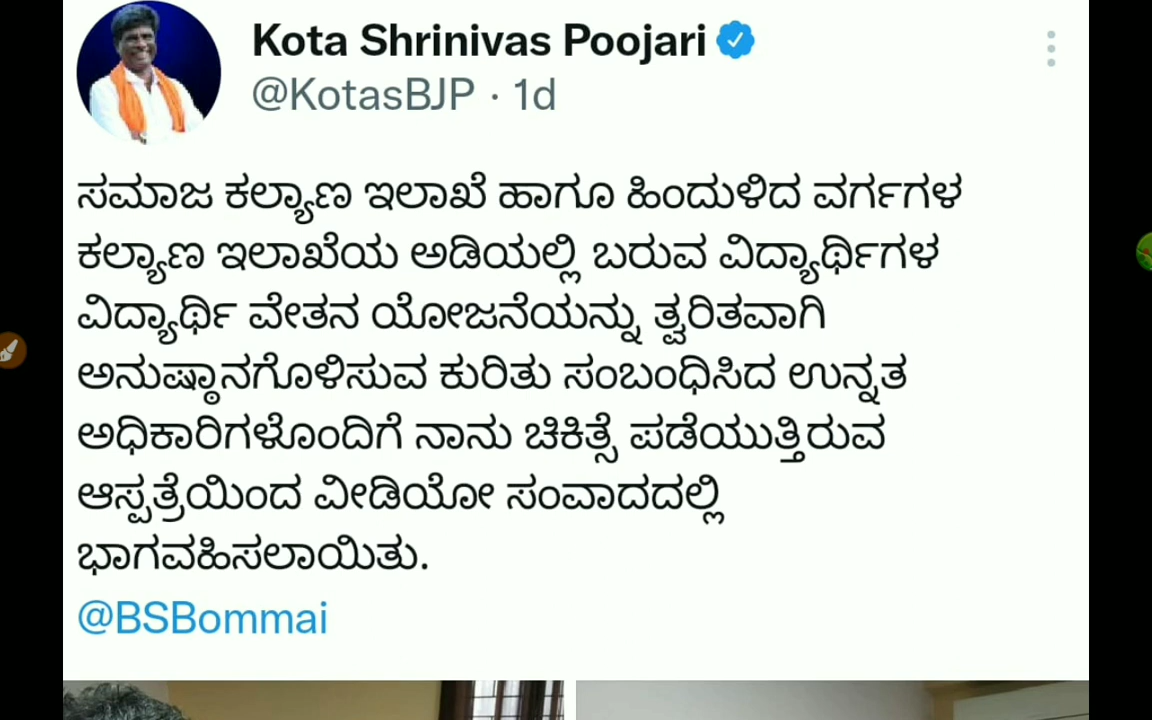 Kota Shrinivas Poojari
@KotasBJP · 1d
ಸಮಾಜ ಕಲ್ಯಾಣ ಇಲಾಖೆ ಹಾಗೂ ಹಿಂದುಳಿದ ವರ್ಗಗಳ
ಕಲ್ಯಾಣ ಇಲಾಖೆಯ ಅಡಿಯಲ್ಲಿ ಬರುವ ವಿದ್ಯಾರ್ಥಿಗಳ
ವಿದ್ಯಾರ್ಥಿ ವೇತನ ಯೋಜನೆಯನ್ನು ತ್ವರಿತವಾಗಿ
ಅನುಷ್ಠಾನಗೊಳಿಸುವ ಕುರಿತು ಸಂಬಂಧಿಸಿದ ಉನ್ನತ
ಅಧಿಕಾರಿಗಳೊಂದಿಗೆ ನಾನು ಚಿಕಿತ್ಸೆ ಪಡೆಯುತ್ತಿರುವ
ಆಸ್ಪತ್ರೆಯಿಂದ ವೀಡಿಯೋ ಸಂವಾದದಲ್ಲಿ
ಭಾಗವಹಿಸಲಾಯಿತು.
@BSBommai